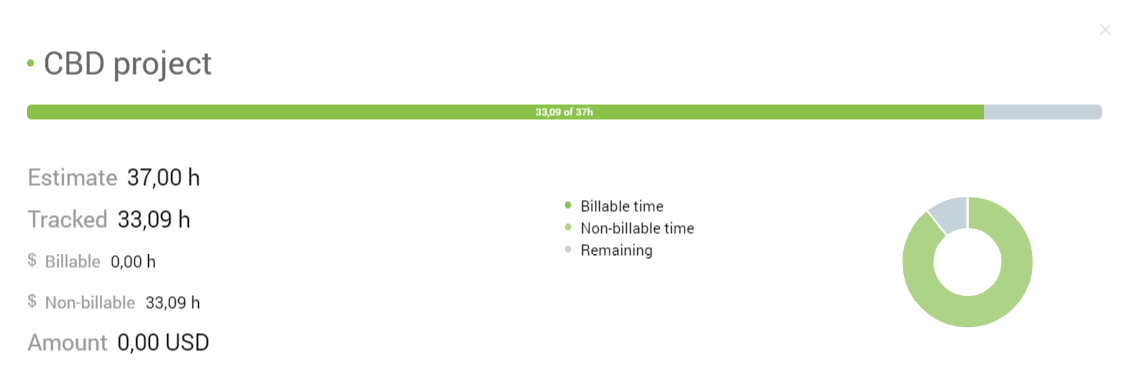 CBD project
33,09 of 37h
Estimate 37,00 h
Tracked 33,09 h
$ Billable 0,00 h
$ Non-billable 33,09 h
Amount 0,00 USD
Billable time
Non-billable time
Remaining